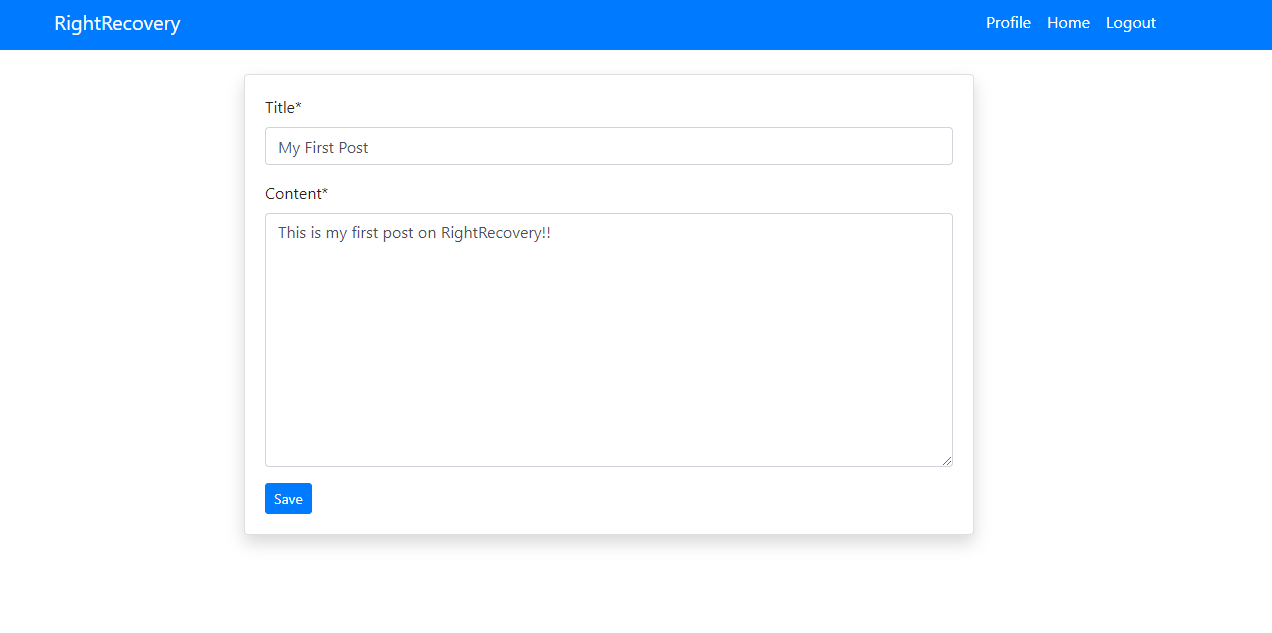 RightRecovery
Profile Home Logout
Title*
My First Post
Content*
This is my first post on RightRecovery!!
Save